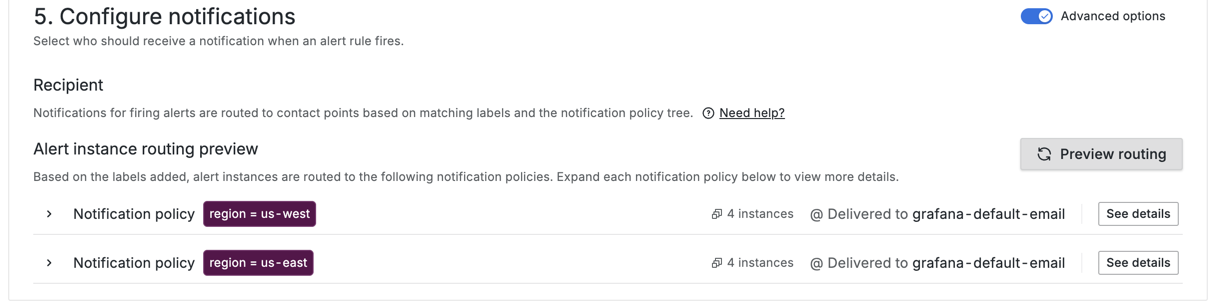 5. Configure notifications
Advanced options
Select who should receive a notification when an alert rule fires.
Recipient
Notifications for firing alerts are routed to contact points based on matching labels and the notification policy tree. Need help?
Alert instance routing preview
Preview routing
Based on the labels added, alert instances are routed to the following notification policies. Expand each notification policy below to view more details.
Notification policy region = us-west 4 instances @ Delivered to grafana-default-email See details
Notification policy region = us-east 4 instances @ Delivered to grafana-default-email See details